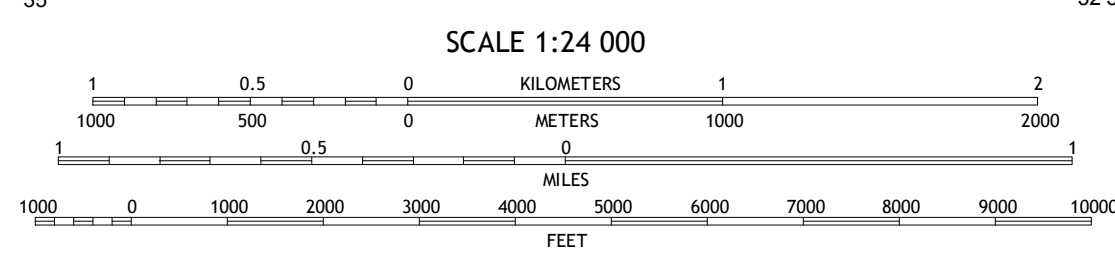 35
SCALE 1:24 000
1 0.5 0 KILOMETERS 1 2
1000 500 0 METERS 1000 2000
1 0.5 0 1
MILES
1000 0 1000 2000 3000 4000 5000 6000 7000 8000 9000 10000
FEET